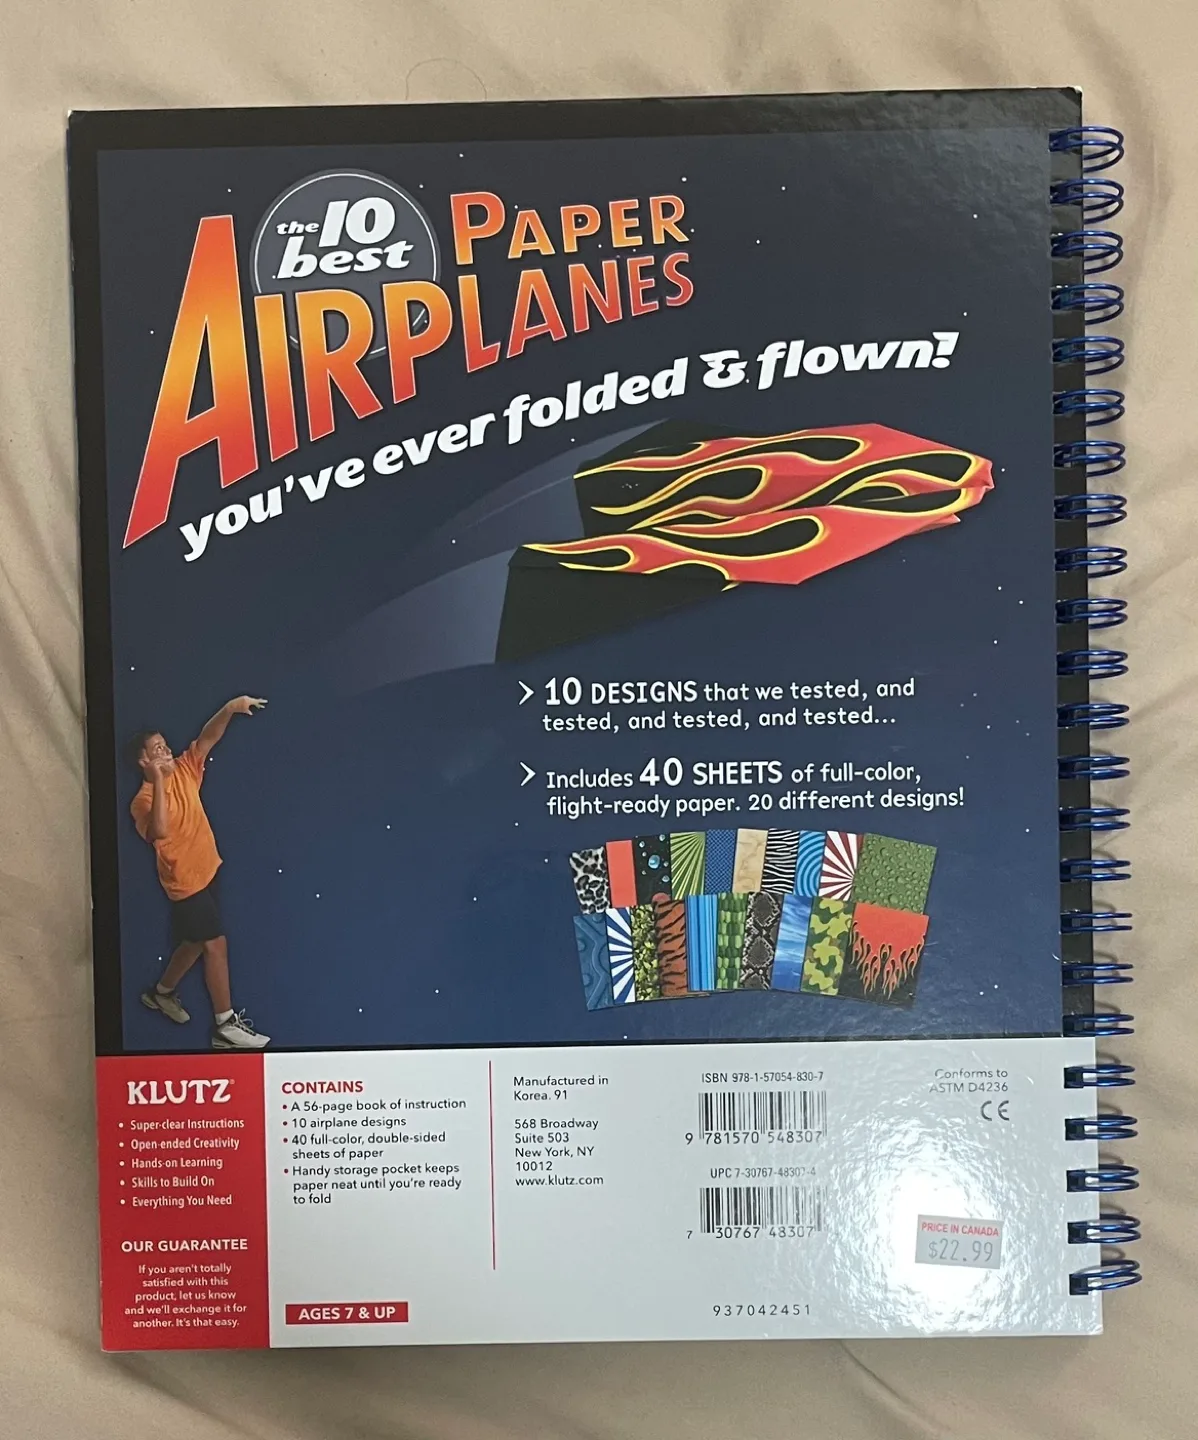 the 10
best
PAPER
AIRPLANES
you've ever folded & flown!
> 10 DESIGNS that we tested, and
tested, and tested, and tested...
> Includes 40 SHEETS of full-color,
flight-ready paper. 20 different designs!
KLUTZ®
• Super-clear Instructions
• Open-ended Creativity
• Hands-on Learning
• Skills to Build On
• Everything You Need
OUR GUARANTEE
If you aren't totally
satisfied with this
product, let us know
and we'll exchange it for
another. It's that easy.
CONTAINS
• A 56-page book of instruction
• 10 airplane designs
• 40 full-color, double-sided
sheets of paper
• Handy storage pocket keeps
paper neat until you're ready
to fold
AGES 7 & UP
Manufactured in
Korea. 91
568 Broadway
Suite 503
New York, NY
10012
www.klutz.com
ISBN 978-1-57054-830-7
9 781570 548307
UPC 7-30767-48307-4
7 30767 48307
937042451
Conforms to
ASTM D4236
CE
PRICE IN CANADA
$22.99